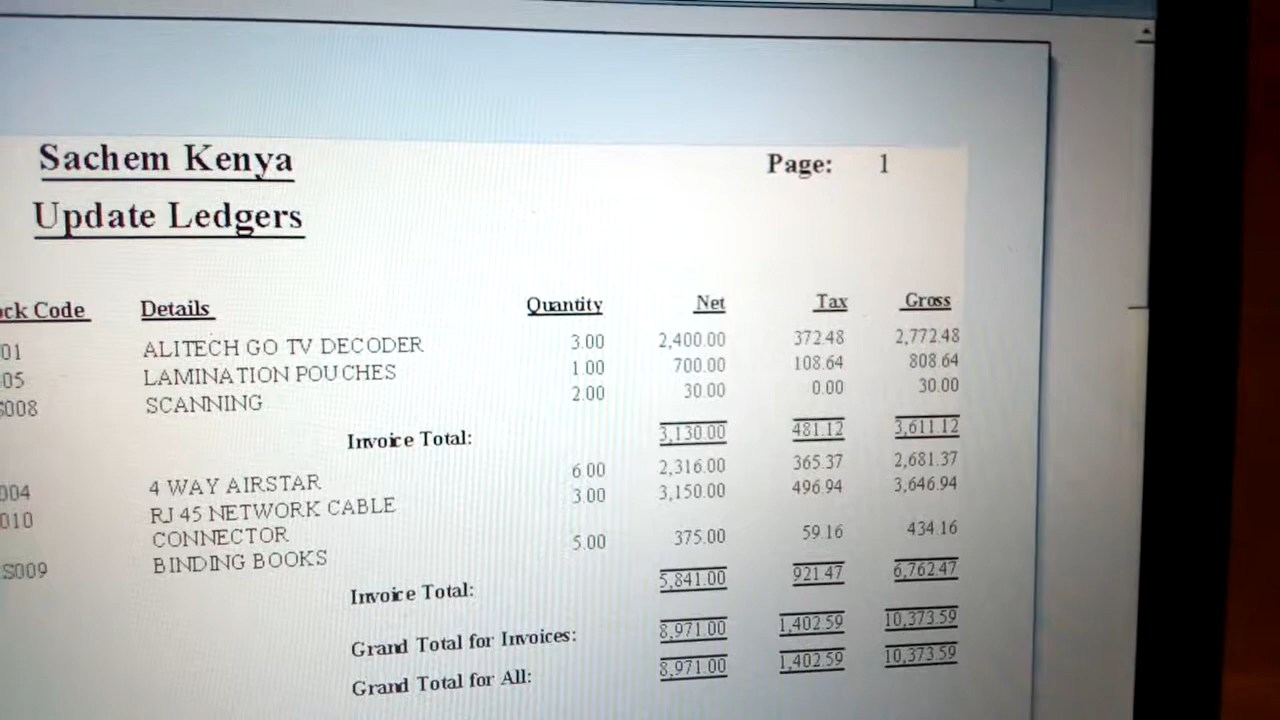 Sachem Kenya
Page: 1
Update Ledgers
ock Code Details Quantity Net Tax Gross
01 ALITECH GO TV DECODER 3.00 2,400.00 372.48 2,772.48
05 LAMINATION POUCHES 1.00 700.00 108.64 808.64
S008 SCANNING 2.00 30.00 0.00 30.00
Invoice Total: 3,130.00 481.12 3,611.12
004 4 WAY AIRSTAR 6.00 2,316.00 365.37 2,681.37
010 RJ 45 NETWORK CABLE 3.00 3,150.00 496.94 3,646.94
CONNECTOR
S009 BINDING BOOKS 5.00 375.00 59.16 434.16
Invoice Total: 5,841.00 921.47 6,762.47
Grand Total for Invoices: 8,971.00 1,402.59 10,373.59
Grand Total for All: 8,971.00 1,402.59 10,373.59